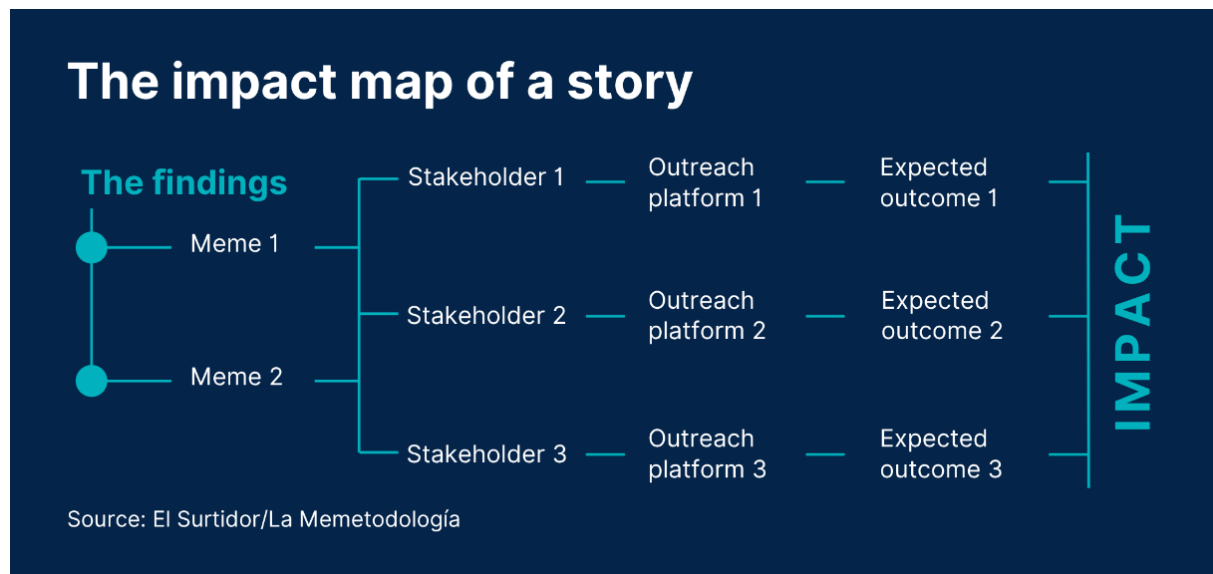 The impact map of a story
The findings
Meme 1
Meme 2
Stakeholder 1
Outreach
platform 1
Expected
outcome 1
Stakeholder 2
Outreach
platform 2
Expected
outcome 2
Stakeholder 3
Outreach
platform 3
Expected
outcome 3
IMPACT
Source: El Surtidor/La Memetodología